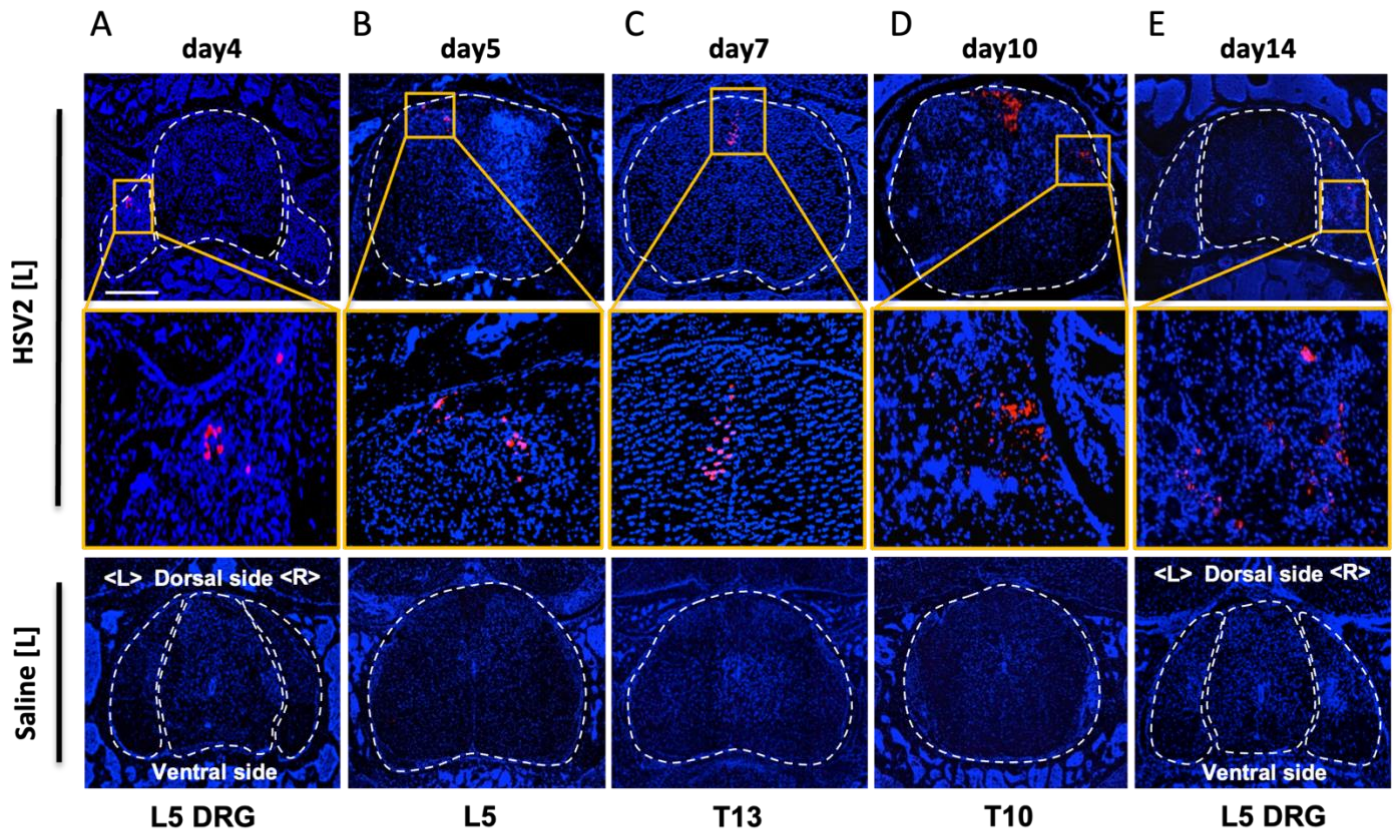 A B C D E
day4 day5 day7 day10 day14
HSV2 [L]
Saline [L]
<L> Dorsal side <R>
<L> Dorsal side <R>
Ventral side
Ventral side
L5 DRG L5 T13 T10 L5 DRG